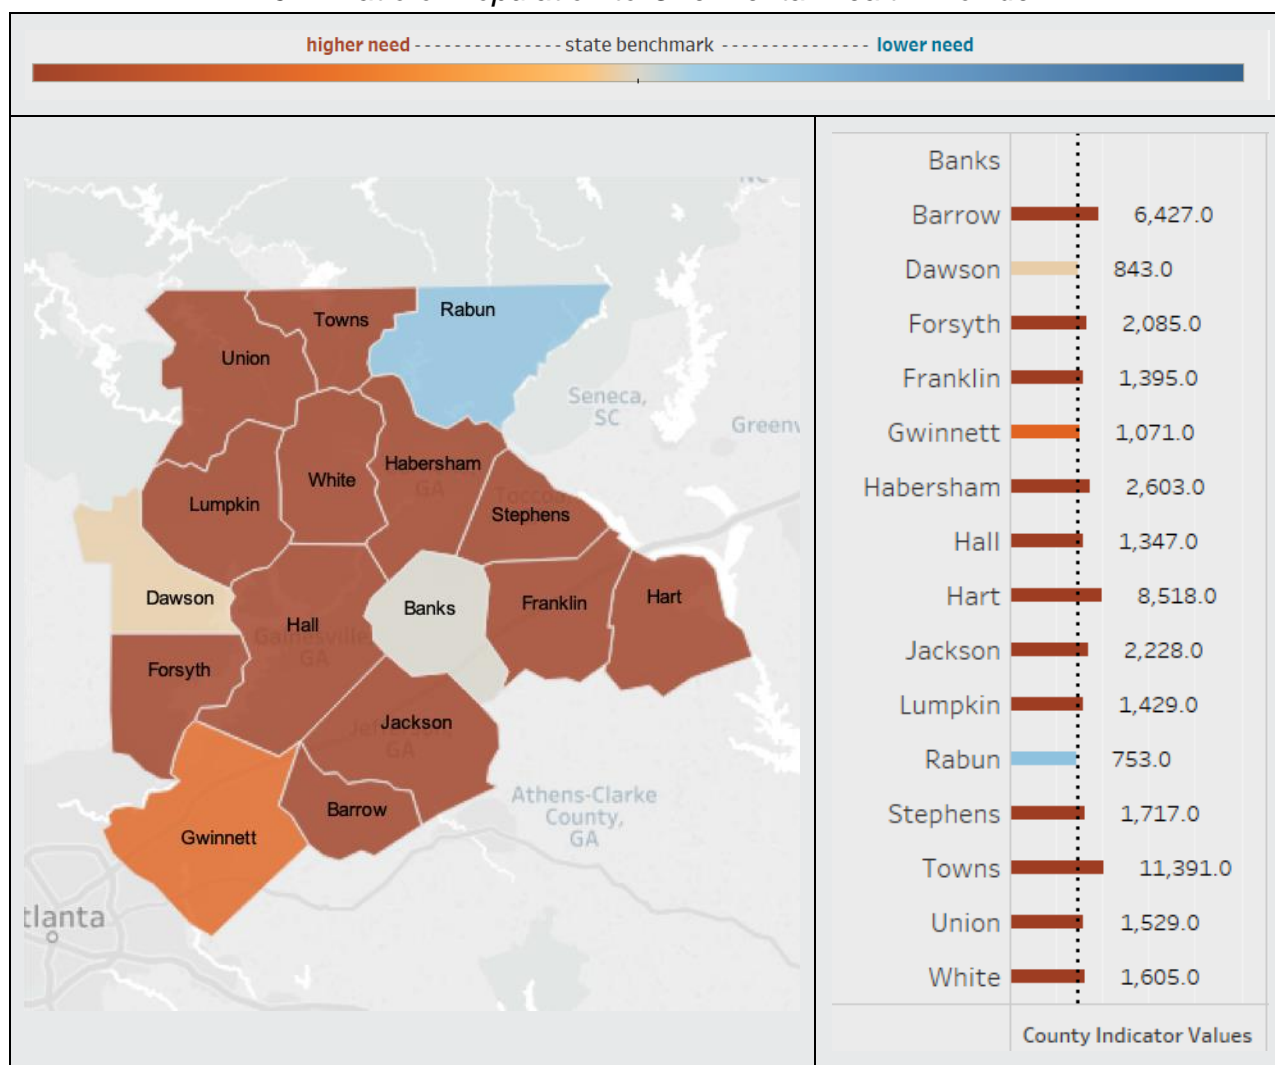 higher need - - - - - - - - - - - - - - - state benchmark - - - - - - - - - - - - - - - lower need
Towns
Rabun
Union
Seneca,
SC
Greenv
Habersham
GA
White
Lumpkin
Toccoa
Stephens
Dawson
Banks
Franklin
Hart
Hall
Gainesville,
GA
Forsyth
Jackson
GA
Barrow
Gwinnett
Athens-Clarke
County,
GA
tlanta
Banks
Barrow 6,427.0
Dawson 843.0
Forsyth 2,085.0
Franklin 1,395.0
Gwinnett 1,071.0
Habersham 2,603.0
Hall 1,347.0
Hart 8,518.0
Jackson 2,228.0
Lumpkin 1,429.0
Rabun 753.0
Stephens 1,717.0
Towns 11,391.0
Union 1,529.0
White 1,605.0
County Indicator Values